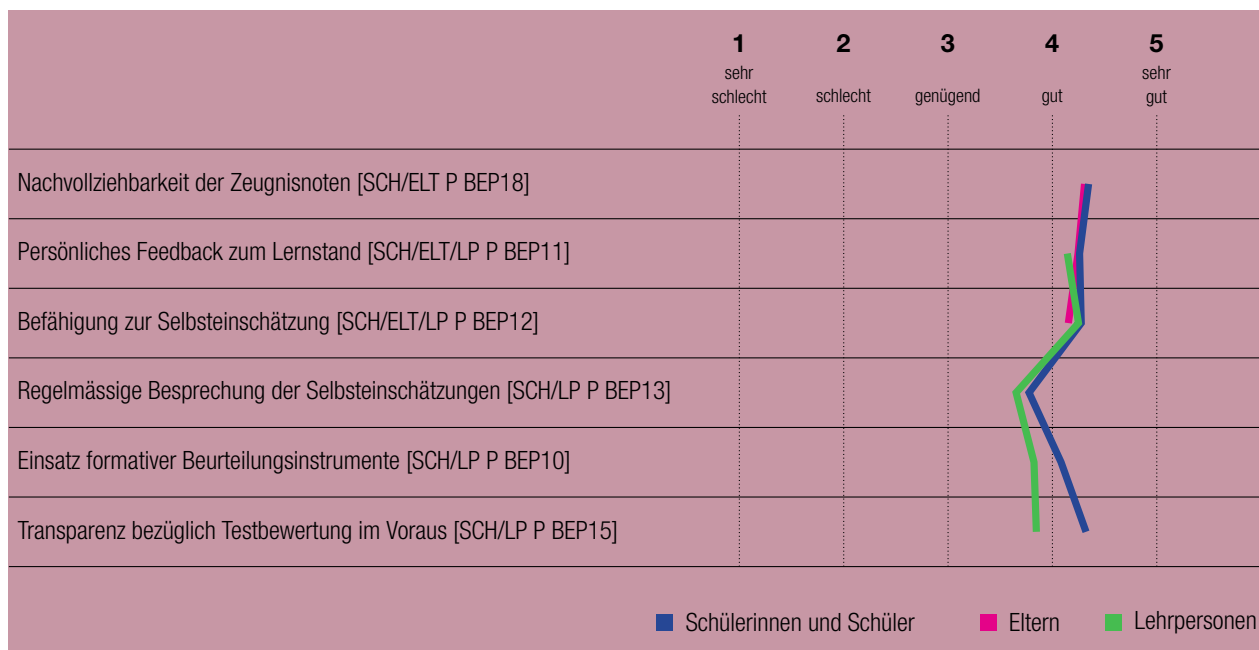 1 2 3 4 5
sehr schlecht schlecht genügend gut sehr gut
Nachvollziehbarkeit der Zeugnisnoten [SCH/ELT P BEP18]
Persönliches Feedback zum Lernstand [SCH/ELT/LP P BEP11]
Befähigung zur Selbsteinschätzung [SCH/ELT/LP P BEP12]
Regelmässige Besprechung der Selbsteinschätzungen [SCH/LP P BEP13]
Einsatz formativer Beurteilungsinstrumente [SCH/LP P BEP10]
Transparenz bezüglich Testbewertung im Voraus [SCH/LP P BEP15]
Schülerinnen und Schüler Eltern Lehrpersonen